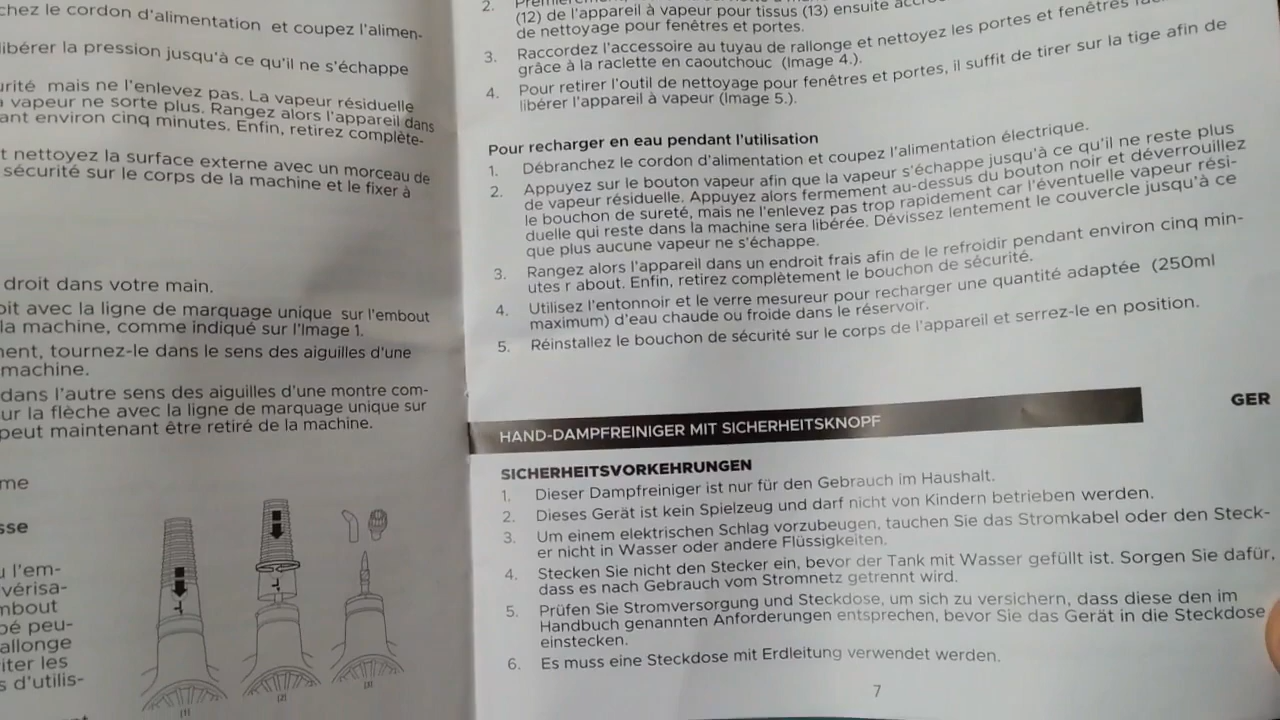 chez le cordon d'alimentation et coupez l'alimen-
libérer la pression jusqu'à ce qu'il ne s'échappe
mais ne l'enlevez pas. La vapeur résiduelle
vapeur ne sorte plus. Rangez alors l'appareil dans
ant environ cinq minutes. Enfin, retirez complète-
t nettoyez la surface externe avec un morceau de
sécurité sur le corps de la machine et le fixer à
droit dans votre main.
oit avec la ligne de marquage unique sur l'embout
la machine, comme indiqué sur l'Image 1.
ment, tournez-le dans le sens des aiguilles d'une
machine.
dans l'autre sens des aiguilles d'une montre com-
ur la flèche avec la ligne de marquage unique sur
peut maintenant être retiré de la machine.
me
sse
u l'em-
vérisa-
mbout
pé peu-
allonge
iter les
s d'utilis-
(1)
(2)
(3)
2.
(12) de l'appareil à vapeur pour tissus (13) ensuite
de nettoyage pour fenêtres et portes.
3. Raccordez l'accessoire au tuyau de rallonge et nettoyez les portes et fenêtres
grâce à la raclette en caoutchouc (Image 4.).
4. Pour retirer l'outil de nettoyage pour fenêtres et portes, il suffit de tirer sur la tige afin de
libérer l'appareil à vapeur (Image 5.).
Pour recharger en eau pendant l'utilisation
1. Débranchez le cordon d'alimentation et coupez l'alimentation électrique.
2. Appuyez sur le bouton vapeur afin que la vapeur s'échappe jusqu'à ce qu'il ne reste plus
de vapeur résiduelle. Appuyez alors fermement au-dessus du bouton noir et déverrouillez
le bouchon de sureté, mais ne l'enlevez pas trop rapidement car l'éventuelle vapeur rési-
duelle qui reste dans la machine sera libérée. Dévissez lentement le couvercle jusqu'à ce
que plus aucune vapeur ne s'échappe.
3. Rangez alors l'appareil dans un endroit frais afin de le refroidir pendant environ cinq min-
utes r about. Enfin, retirez complètement le bouchon de sécurité.
4. Utilisez l'entonnoir et le verre mesureur pour recharger une quantité adaptée (250ml
maximum) d'eau chaude ou froide dans le réservoir.
5. Réinstallez le bouchon de sécurité sur le corps de l'appareil et serrez-le en position.
GER
HAND-DAMPFREINIGER MIT SICHERHEITSKNOPF
SICHERHEITSVORKEHRUNGEN
1. Dieser Dampfreiniger ist nur für den Gebrauch im Haushalt.
2. Dieses Gerät ist kein Spielzeug und darf nicht von Kindern betrieben werden.
3. Um einem elektrischen Schlag vorzubeugen, tauchen Sie das Stromkabel oder den Steck-
er nicht in Wasser oder andere Flüssigkeiten.
4. Stecken Sie nicht den Stecker ein, bevor der Tank mit Wasser gefüllt ist. Sorgen Sie dafür,
dass es nach Gebrauch vom Stromnetz getrennt wird.
5. Prüfen Sie Stromversorgung und Steckdose, um sich zu versichern, dass diese den im
Handbuch genannten Anforderungen entsprechen, bevor Sie das Gerät in die Steckdose
einstecken.
6. Es muss eine Steckdose mit Erdleitung verwendet werden.
7